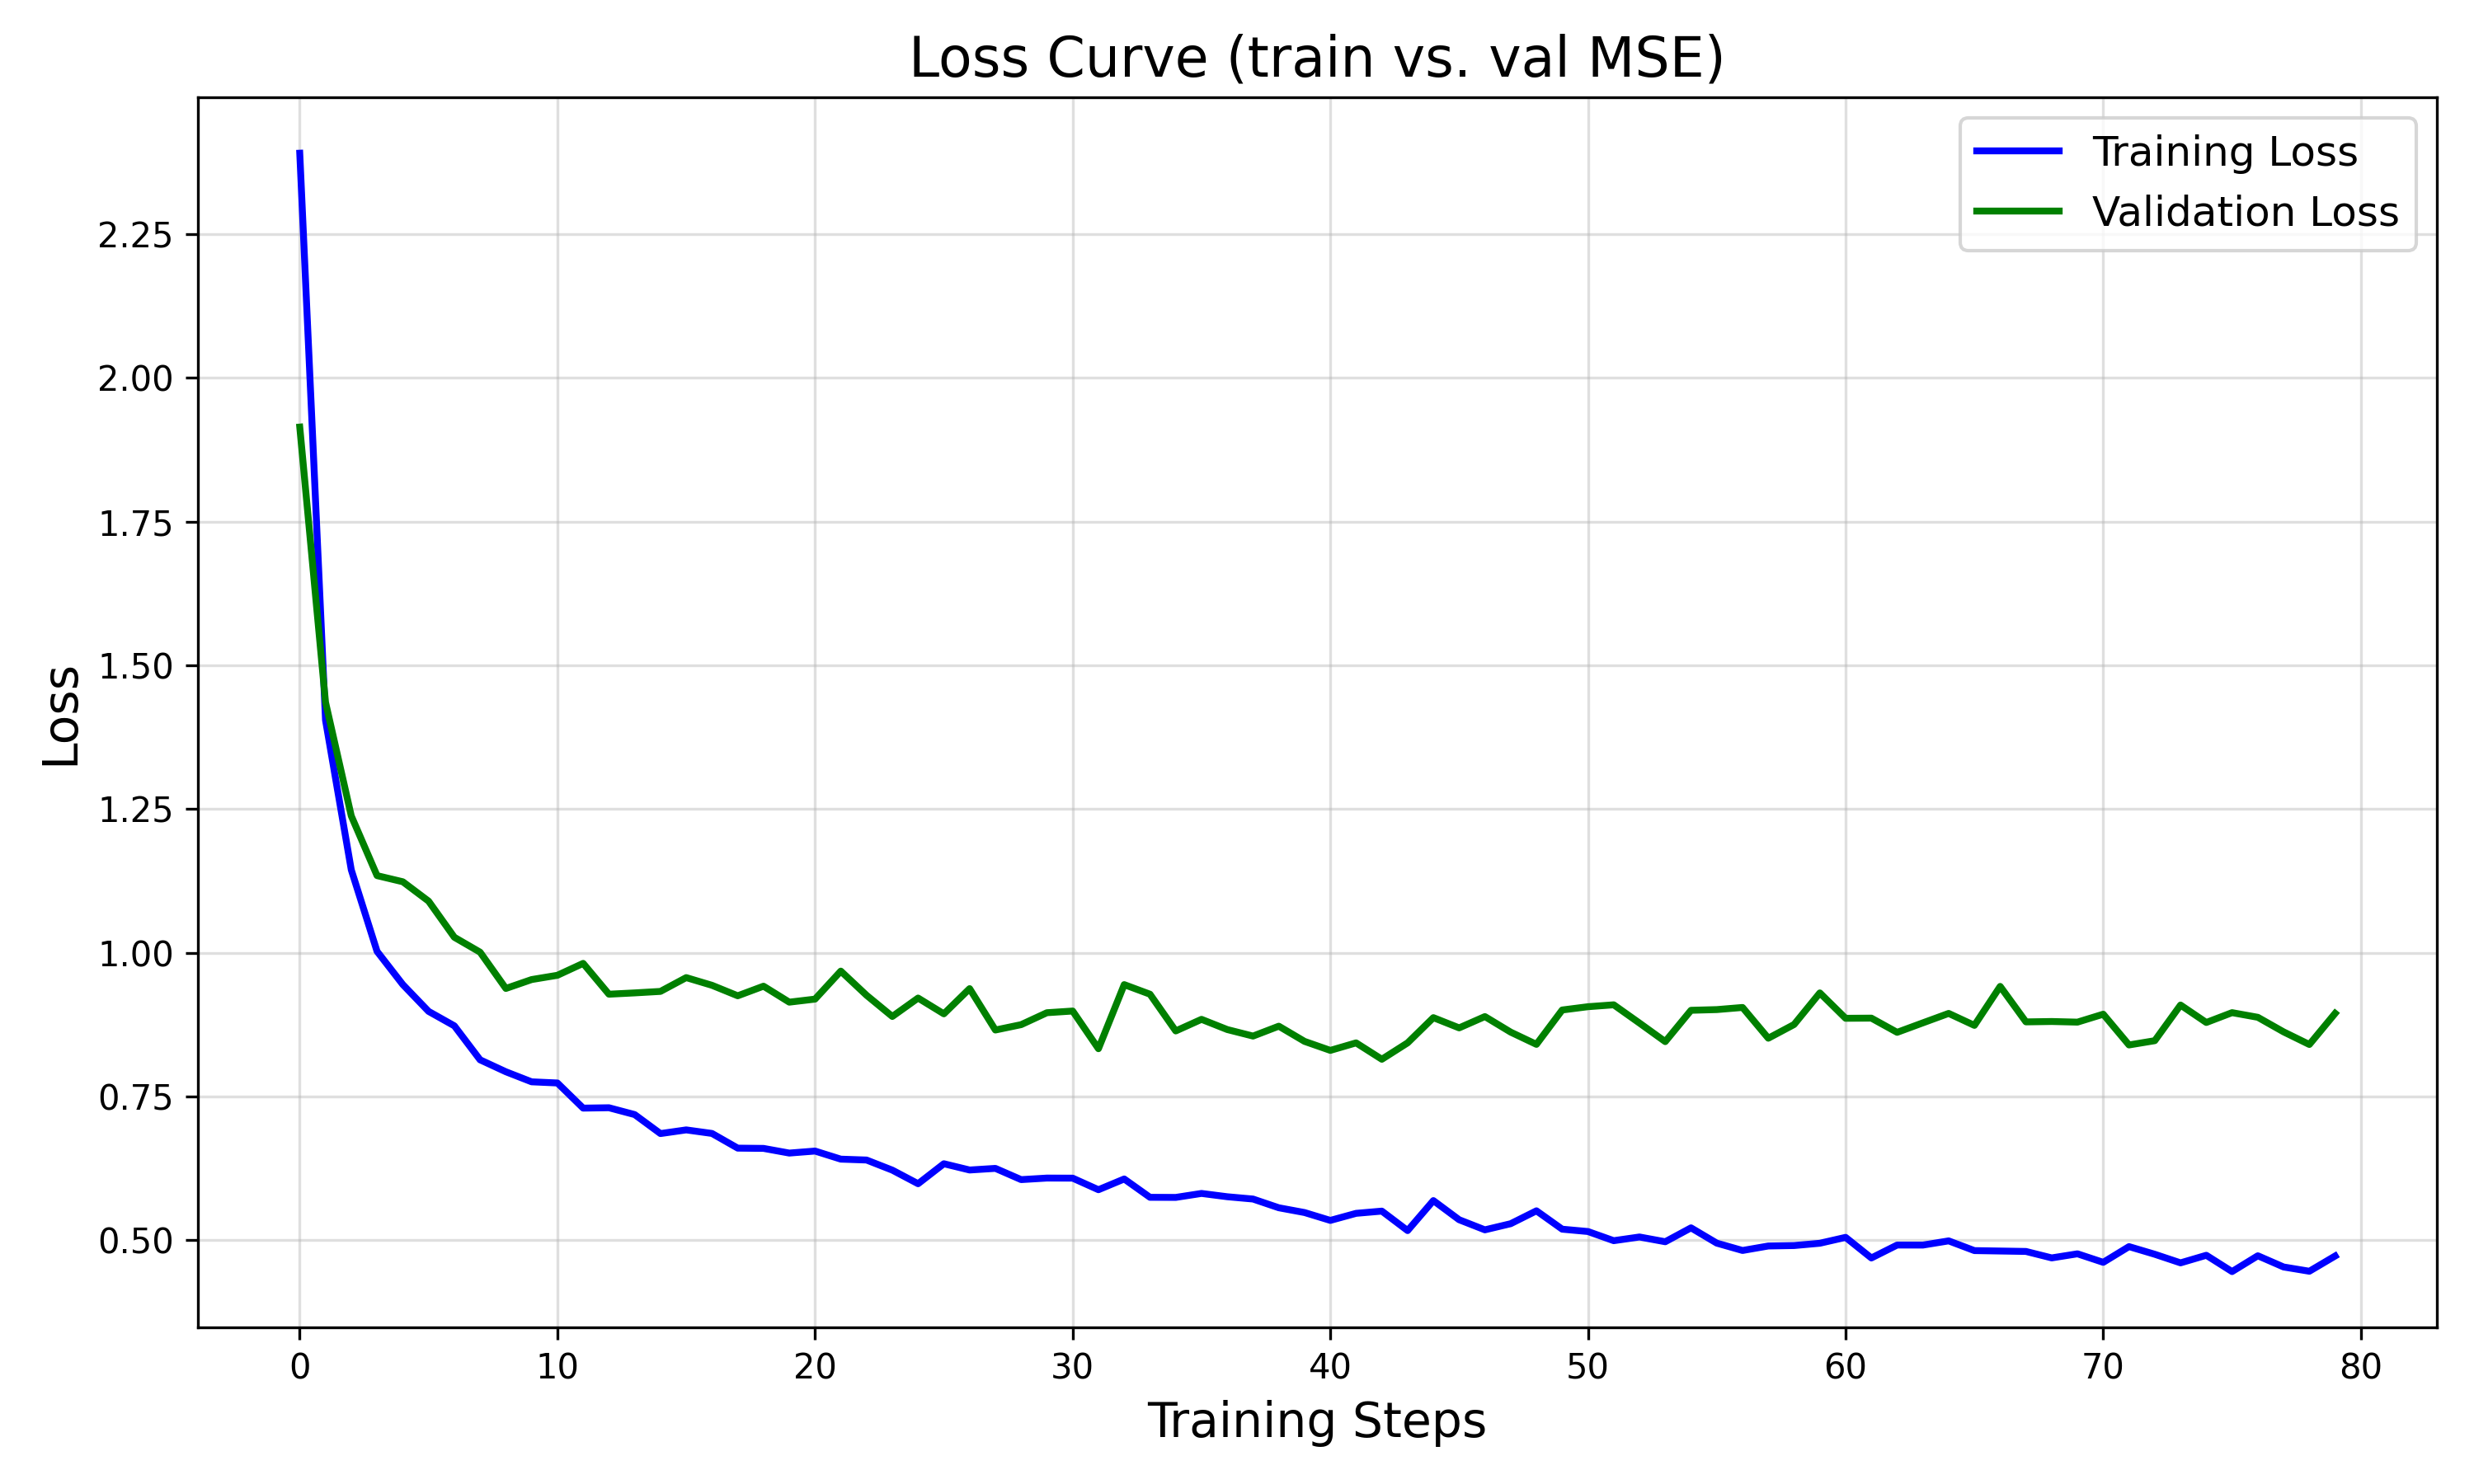 Loss Curve (train vs. val MSE)
Training Loss
Validation Loss
2.25
2.00
1.75
1.50
1.25
1.00
0.75
0.50
Loss
0 10 20 30 40 50 60 70 80
Training Steps